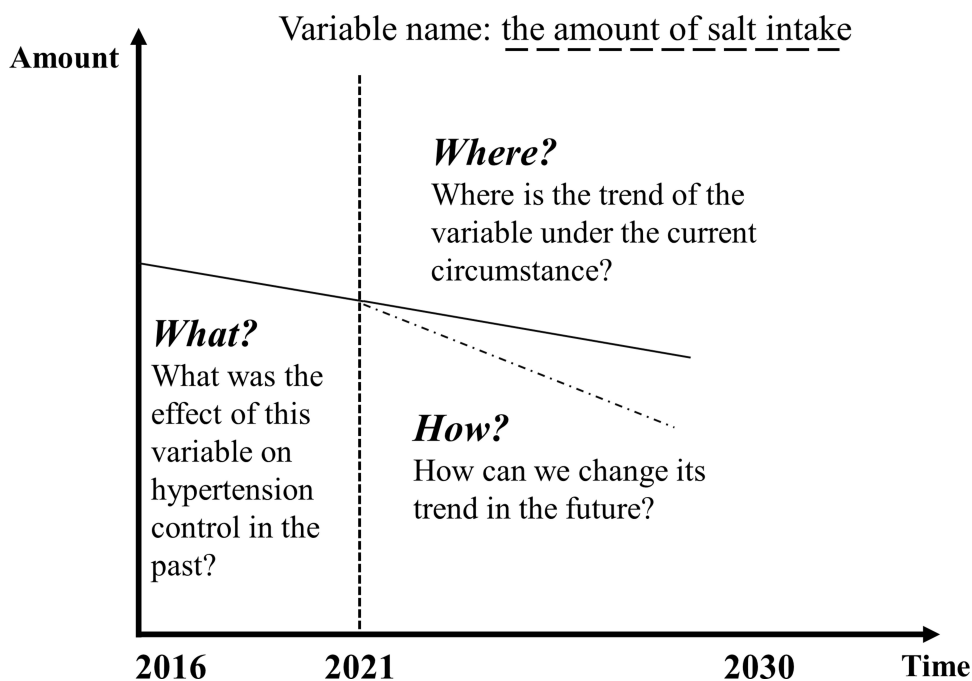 Variable name: the amount of salt intake
Amount
Where?
Where is the trend of the
variable under the current
circumstance?
What?
What was the
effect of this
variable on
hypertension
control in the
past?
How?
How can we change its
trend in the future?
2016
2021
2030
Time